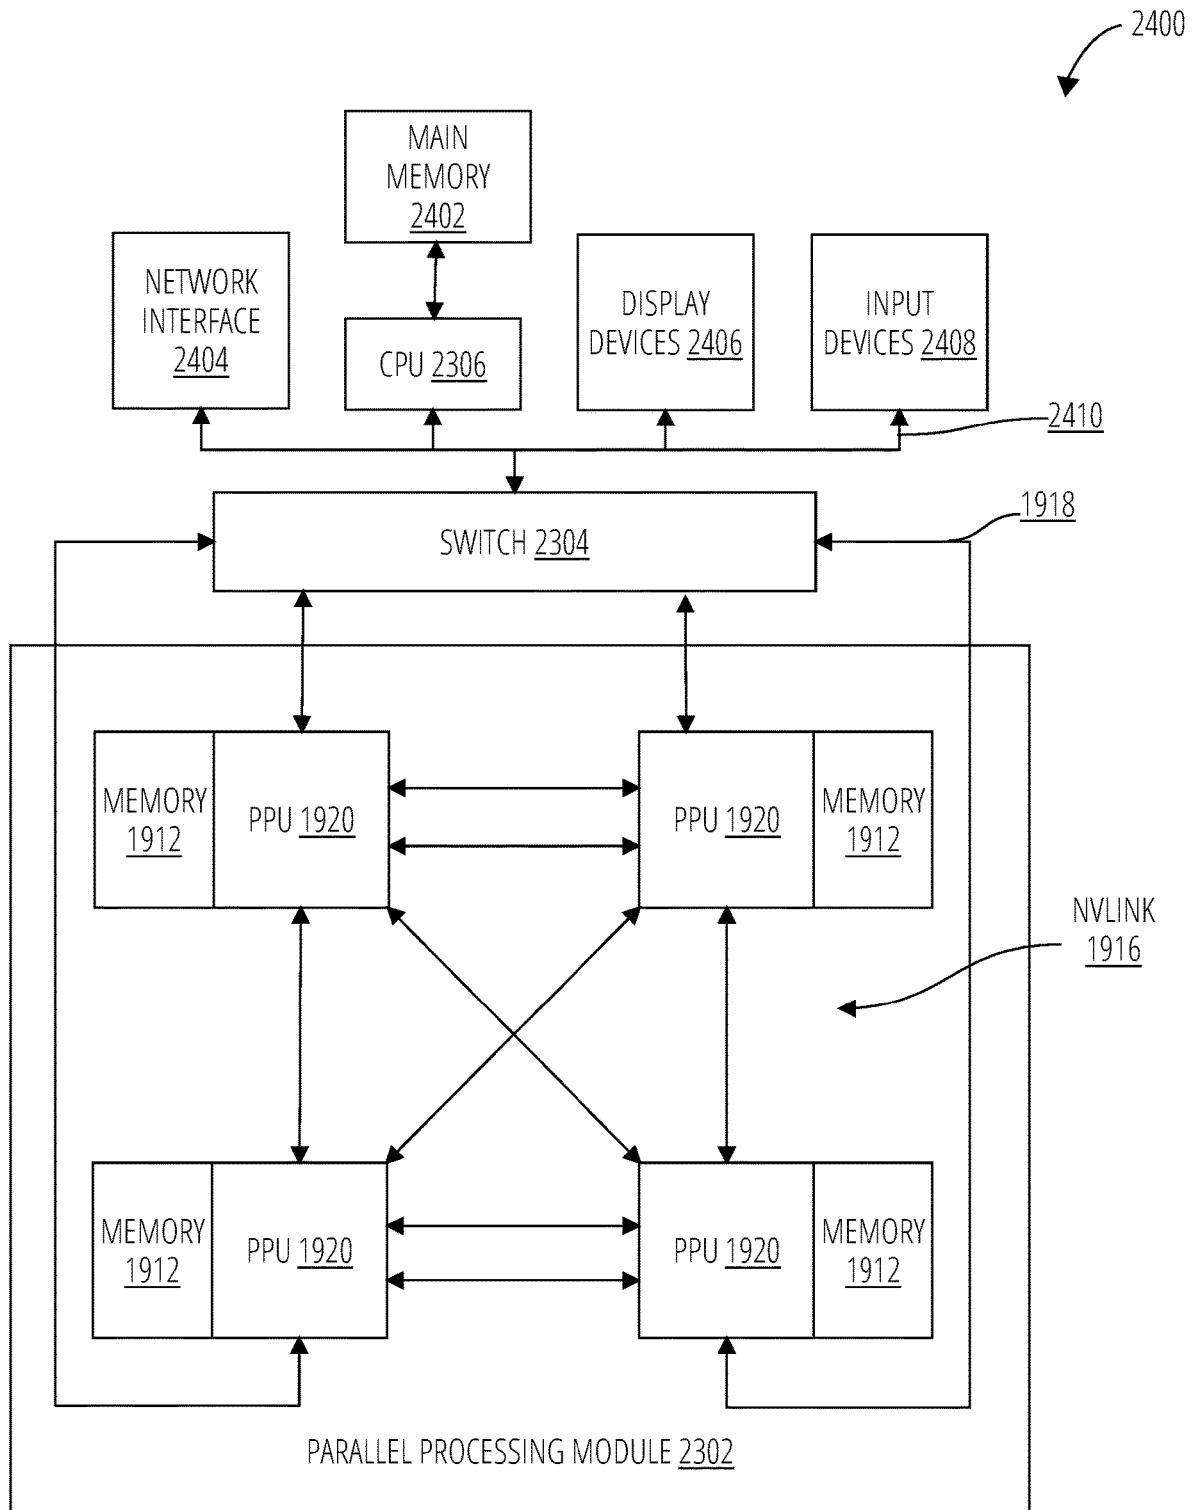 2400
MAIN
MEMORY
2402
NETWORK
INTERFACE
2404
CPU 2306
DISPLAY
DEVICES 2406
INPUT
DEVICES 2408
2410
SWITCH 2304
1918
MEMORY
1912
PPU 1920
PPU 1920
MEMORY
1912
NVLINK
1916
MEMORY
1912
PPU 1920
PPU 1920
MEMORY
1912
PARALLEL PROCESSING MODULE 2302